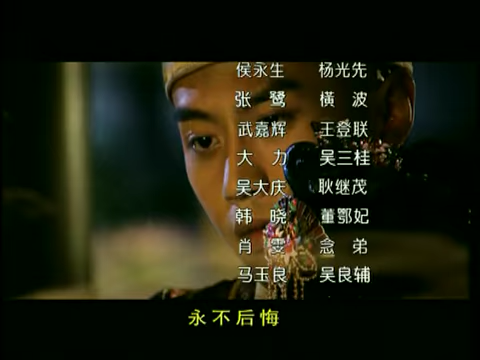 侯永生 杨光先
张 鹭 横 波
武嘉辉 王登联
大 力 吴三桂
吴大庆 耿继茂
韩 晓 董鄂妃
肖 雯 念 弟
马玉良 吴良辅
永不后悔